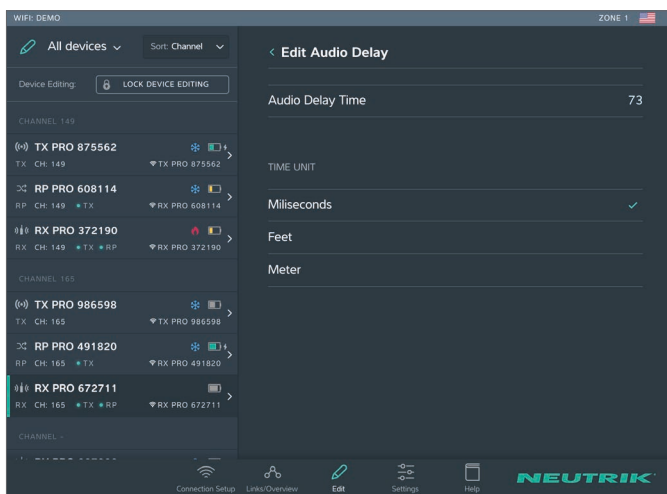 WIFI: DEMO
ZONE 1
All devices
Sort: Channel
Device Editing:
LOCK DEVICE EDITING
CHANNEL 149
TX PRO 875562
TX CH: 149
TX PRO 875562
RP PRO 608114
RP CH: 149 TX
RX PRO 608114
RX PRO 372190
RX CH: 149 TX RP
RX PRO 372190
CHANNEL 165
TX PRO 986598
TX CH: 165
TX PRO 986598
RP PRO 491820
RP CH: 165 TX
RX PRO 491820
RX PRO 672711
RX CH: 165 TX RP
RX PRO 672711
CHANNEL -
Edit Audio Delay
Audio Delay Time 73
TIME UNIT
Miliseconds
Feet
Meter
Connection Setup
Links/Overview
Edit
Settings
Help
NEUTRIK